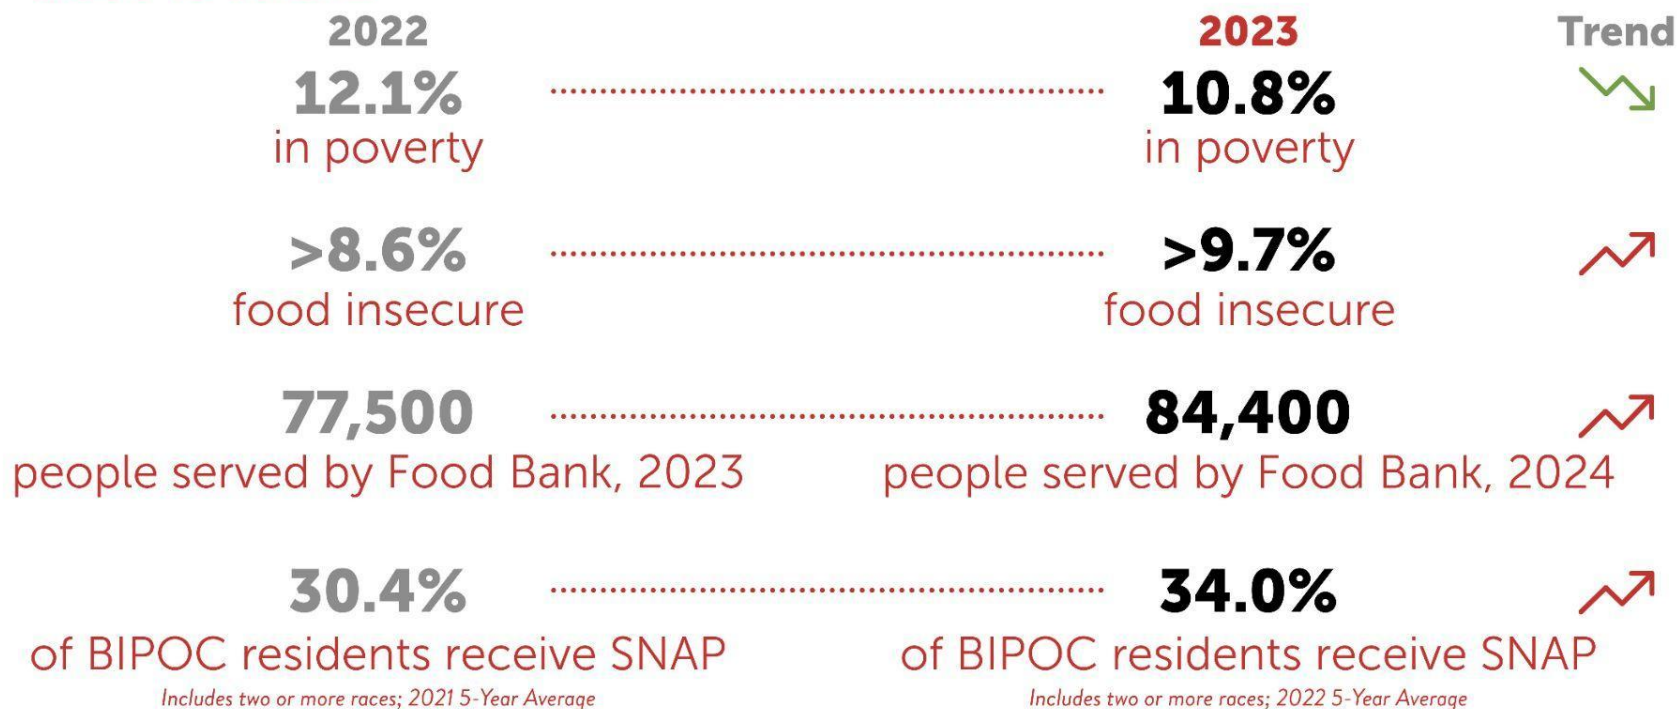 2022 2023 Trend
12.1% 10.8%
in poverty in poverty
>8.6% >9.7%
food insecure food insecure
77,500 84,400
people served by Food Bank, 2023 people served by Food Bank, 2024
30.4% 34.0%
of BIPOC residents receive SNAP of BIPOC residents receive SNAP
Includes two or more races; 2021 5-Year Average Includes two or more races; 2022 5-Year Average